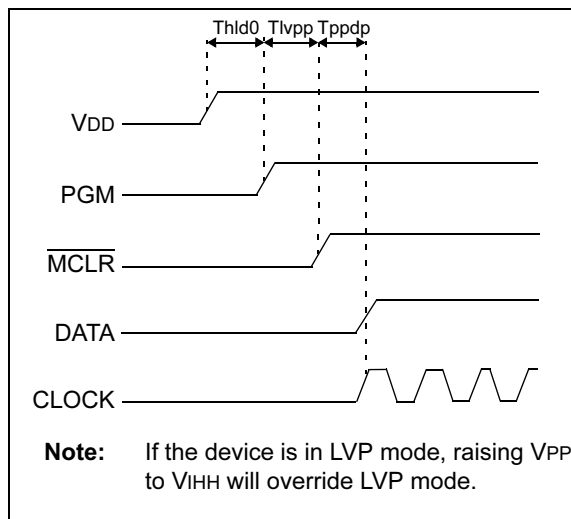 Thld0 Tlvpp Tppdp
VDD
PGM
MCLR
DATA
CLOCK
Note: If the device is in LVP mode, raising VPP
to VIHH will override LVP mode.